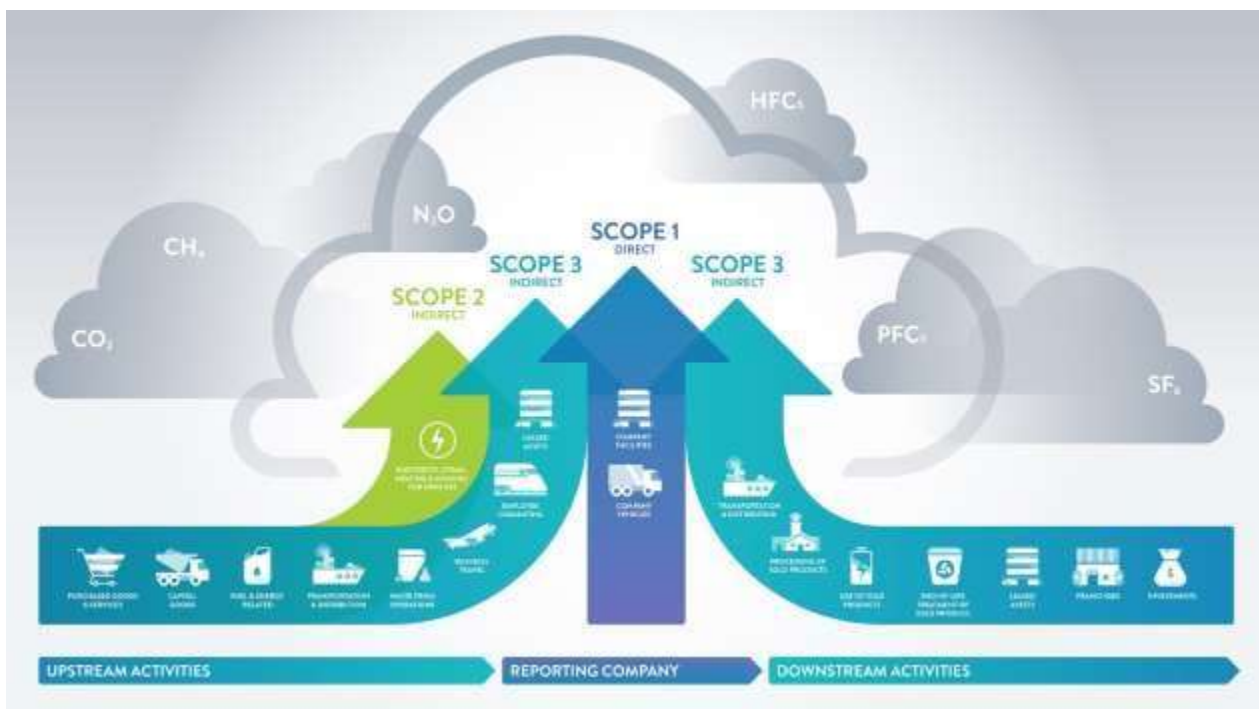 HFCs
N₂O
CH₄
CO₂
SCOPE 1
DIRECT
SCOPE 3
INDIRECT
SCOPE 3
INDIRECT
SCOPE 2
INDIRECT
PFCs
SF₆
LEASED
ASSETS
COMPANY
FACILITIES
EMPLOYEE
COMMUTING
COMPANY
VEHICLES
TRANSPORTATION
& DISTRIBUTION
BUSINESS
TRAVEL
PROCESSING OF
SOLD PRODUCTS
PURCHASED GOODS
& SERVICES
CAPITAL
GOODS
FUEL & ENERGY
RELATED
TRANSPORTATION
& DISTRIBUTION
USE OF SOLD
PRODUCTS
END-OF-LIFE
TREATMENT OF
SOLD PRODUCTS
LEASED
ASSETS
FRANCHISES
INVESTMENTS
UPSTREAM ACTIVITIES
REPORTING COMPANY
DOWNSTREAM ACTIVITIES